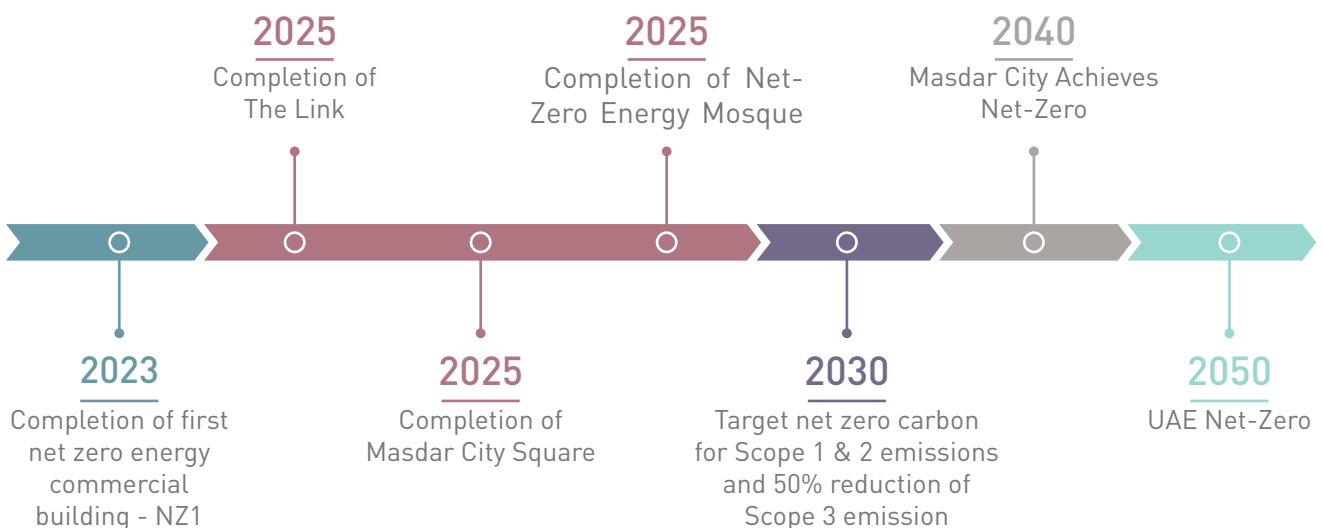 2025
Completion of
The Link
2025
Completion of Net-
Zero Energy Mosque
2040
Masdar City Achieves
Net-Zero
2023
Completion of first
net zero energy
commercial
building - NZ1
2025
Completion of
Masdar City Square
2030
Target net zero carbon
for Scope 1 & 2 emissions
and 50% reduction of
Scope 3 emission
2050
UAE Net-Zero